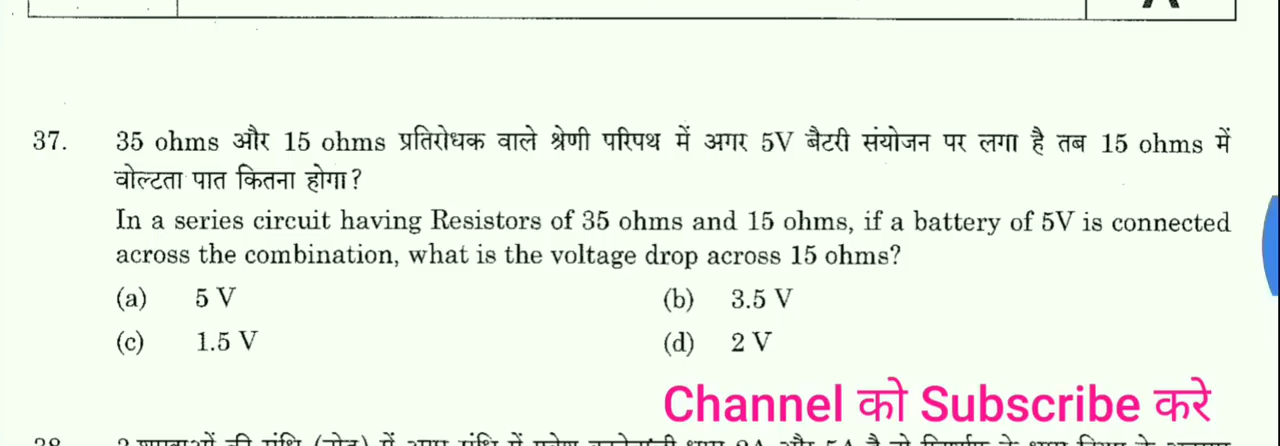 37. 35 ohms और 15 ohms प्रतिरोधक वाले श्रेणी परिपथ में अगर 5V बैटरी संयोजन पर लगा है तब 15 ohms में
वोल्टता पात कितना होगा?
In a series circuit having Resistors of 35 ohms and 15 ohms, if a battery of 5V is connected
across the combination, what is the voltage drop across 15 ohms?
(a) 5 V (b) 3.5 V
(c) 1.5 V (d) 2 V
Channel को Subscribe करे